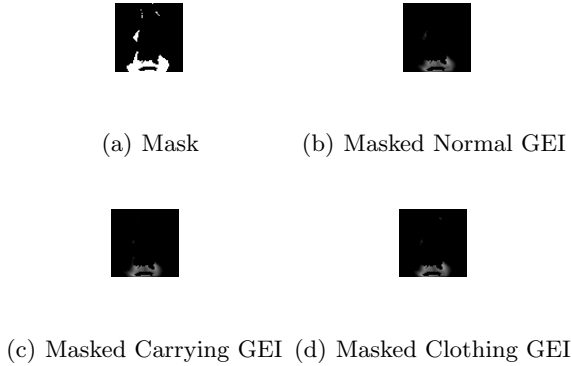 (a) Mask
(b) Masked Normal GEI
(c) Masked Carrying GEI
(d) Masked Clothing GEI